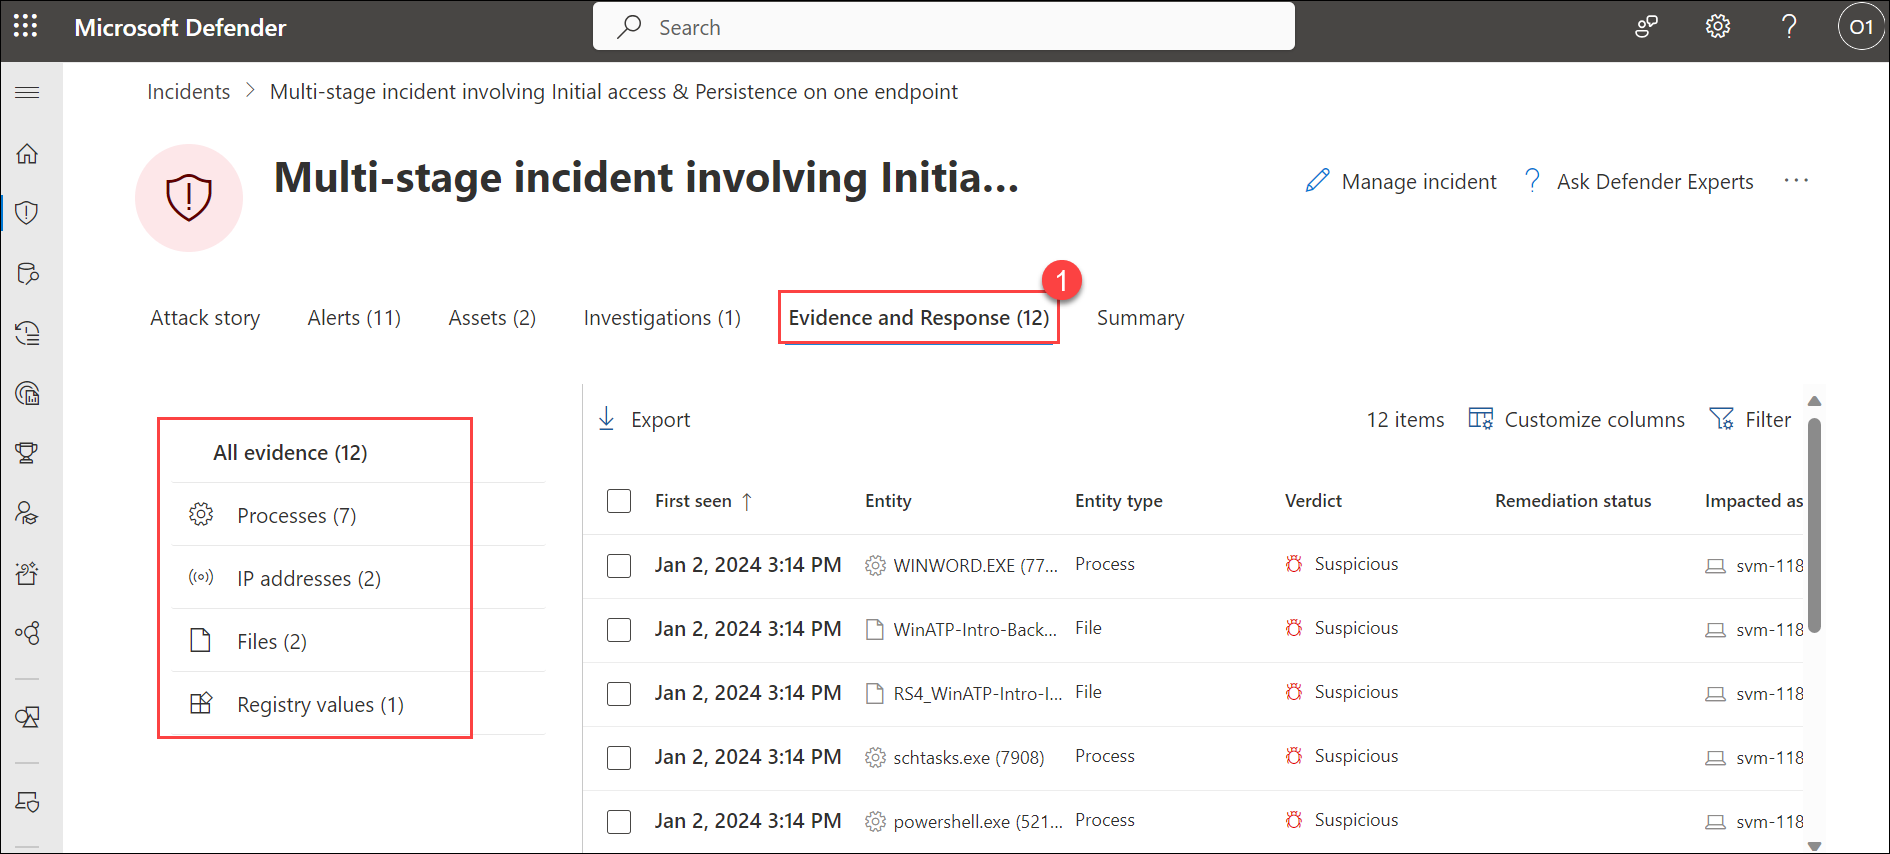 Microsoft Defender
Search
O1
Incidents > Multi-stage incident involving Initial access & Persistence on one endpoint
Multi-stage incident involving Initia...
Manage incident
Ask Defender Experts
...
1
Attack story
Alerts (11)
Assets (2)
Investigations (1)
Evidence and Response (12)
Summary
All evidence (12)
Processes (7)
IP addresses (2)
Files (2)
Registry values (1)
Export
12 items
Customize columns
Filter
First seen ↑ Entity Entity type Verdict Remediation status Impacted as
Jan 2, 2024 3:14 PM WINWORD.EXE (77... Process Suspicious svm-118
Jan 2, 2024 3:14 PM WinATP-Intro-Back... File Suspicious svm-118
Jan 2, 2024 3:14 PM RS4_WinATP-Intro-I... File Suspicious svm-118
Jan 2, 2024 3:14 PM schtasks.exe (7908) Process Suspicious svm-118
Jan 2, 2024 3:14 PM powershell.exe (521... Process Suspicious svm-118